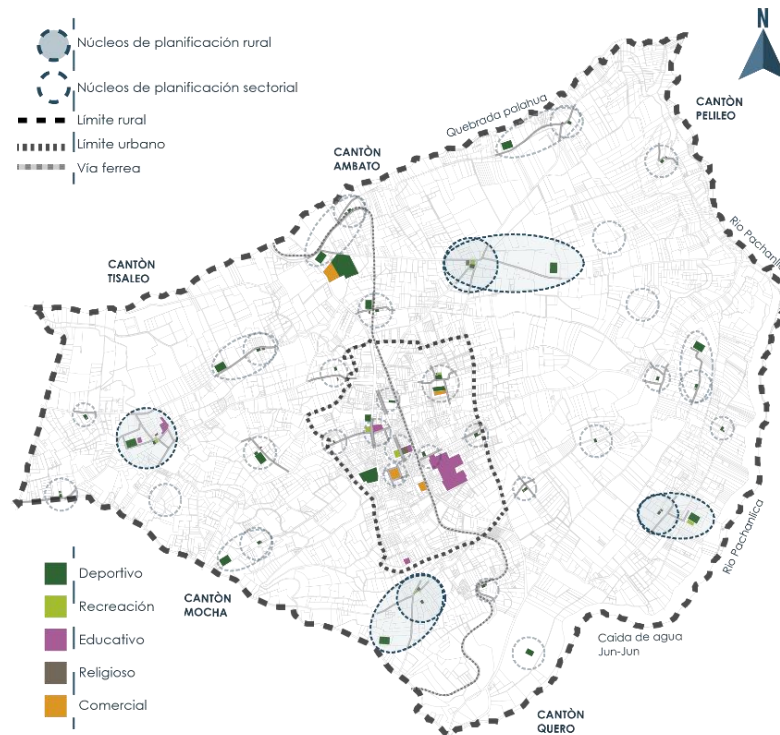 N
Núcleos de planificación rural
Núcleos de planificación sectorial
Límite rural
Límite urbano
Vía ferrea
CANTÒN
PELILEO
Quebrada palahua
CANTÒN
AMBATO
Rio Pachanlica
CANTÒN
TISALEO
Rio Pachanlica
Deportivo
Recreación
Educativo
Religioso
Comercial
CANTÒN
MOCHA
Caida de agua
Jun-Jun
CANTÒN
QUERO